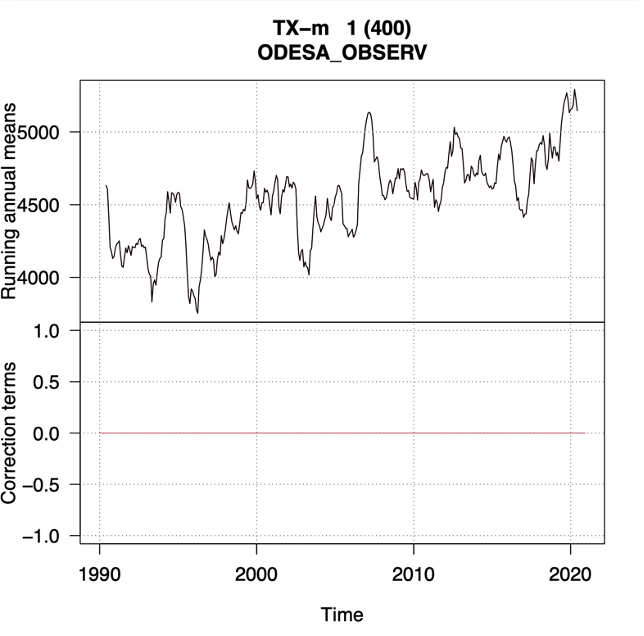 TX−m 1 (400)
ODESA_OBSERV
Running annual means
5000
4500
4000
Correction terms
1.0
0.5
0.0
−0.5
−1.0
1990 2000 2010 2020
Time